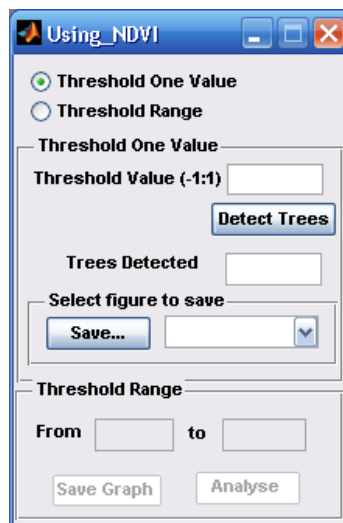 Using_NDVI
Threshold One Value
Threshold Range
Threshold One Value
Threshold Value (-1:1)
Detect Trees
Trees Detected
Select figure to save
Save...
Threshold Range
From to
Save Graph Analyse